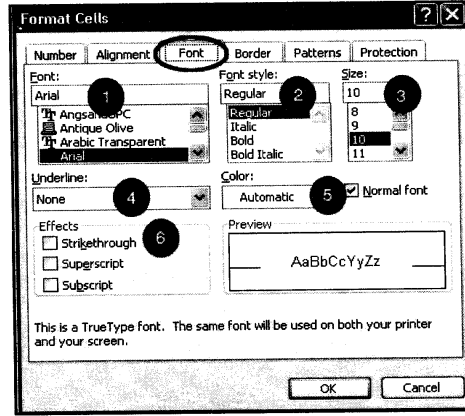 Format Cells
Number Alignment Font Border Patterns Protection
Font: Font style: Size:
Arial 1 Regular 2 10 3
Regular 8
Antique Olive Italic 9
Arabic Transparent Bold 10
Arial Bold Italic 11
Underline: Color:
None 4 Automatic 5 Normal font
Effects 6 Preview
Strikethrough
Superscript AaBbCcYyZz
Subscript
This is a TrueType font. The same font will be used on both your printer
and your screen.
OK Cancel